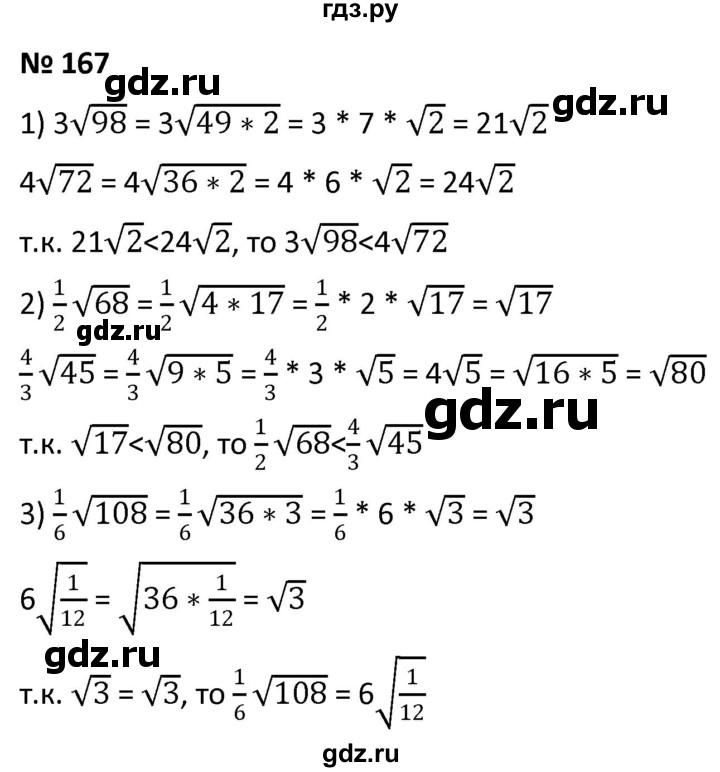 гдз.ру
№ 167
gdz.ru
1) 3√98 = 3√(49 * 2) = 3 * 7 * √2 = 21√2
gdz.ru
4√72 = 4√(36 * 2) = 4 * 6 * √2 = 24√2
т.к. 21√2<24√2, то 3√98<4√72
2) 1/2 √68 = 1/2 √(4 * 17) = 1/2 * 2 * √17 = √17
gdz.ru
4/3 √45 = 4/3 √(9 * 5) = 4/3 * 3 * √5 = 4√5 = √(16 * 5) = √80
gdz.ru
т.к. √17<√80, то 1/2 √68<4/3 √45
3) 1/6 √108 = 1/6 √(36 * 3) = 1/6 * 6 * √3 = √3
6√(1/12) = √(36 * 1/12) = √3
gdz.ru
т.к. √3 = √3, то 1/6 √108 = 6√(1/12)
gdz.ru